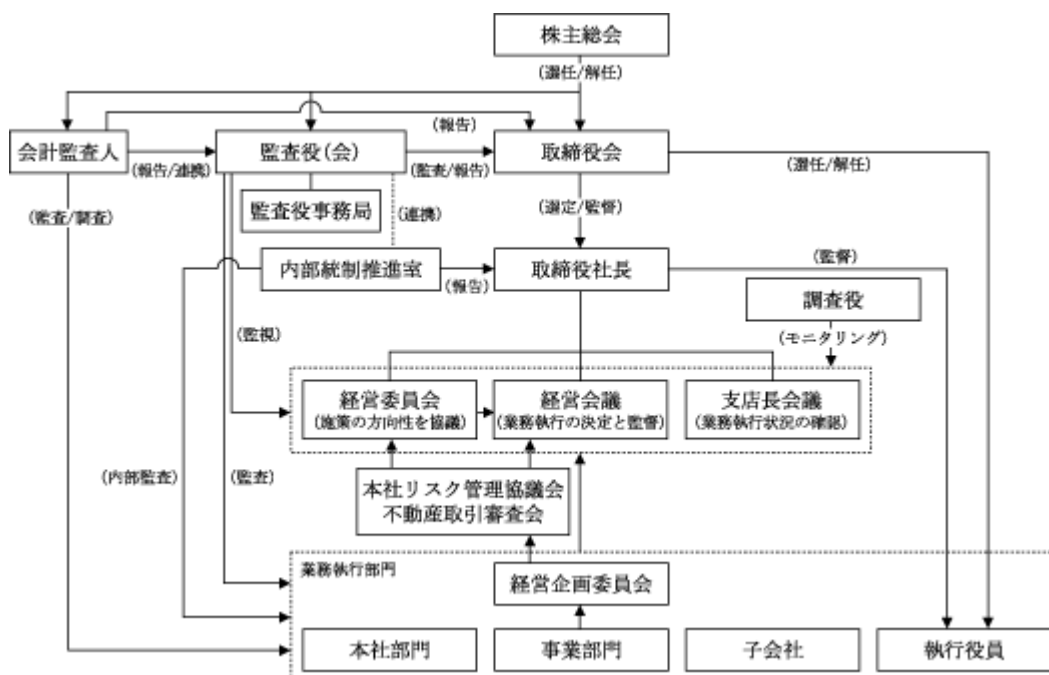 株主総会
(選任/解任)
(報告)
会計監査人
監査役(会)
取締役会
(報告/連携)
(監査/報告)
(選任/解任)
(監査/調査)
監査役事務局
(連携)
(選定/監督)
内部統制推進室
取締役社長
(報告)
(監督)
調査役
(モニタリング)
(監視)
経営委員会
(施策の方向性を協議)
経営会議
(業務執行の決定と監督)
支店長会議
(業務執行状況の確認)
(内部監査)
(監査)
本社リスク管理協議会
不動産取引審査会
業務執行部門
経営企画委員会
本社部門
事業部門
子会社
執行役員